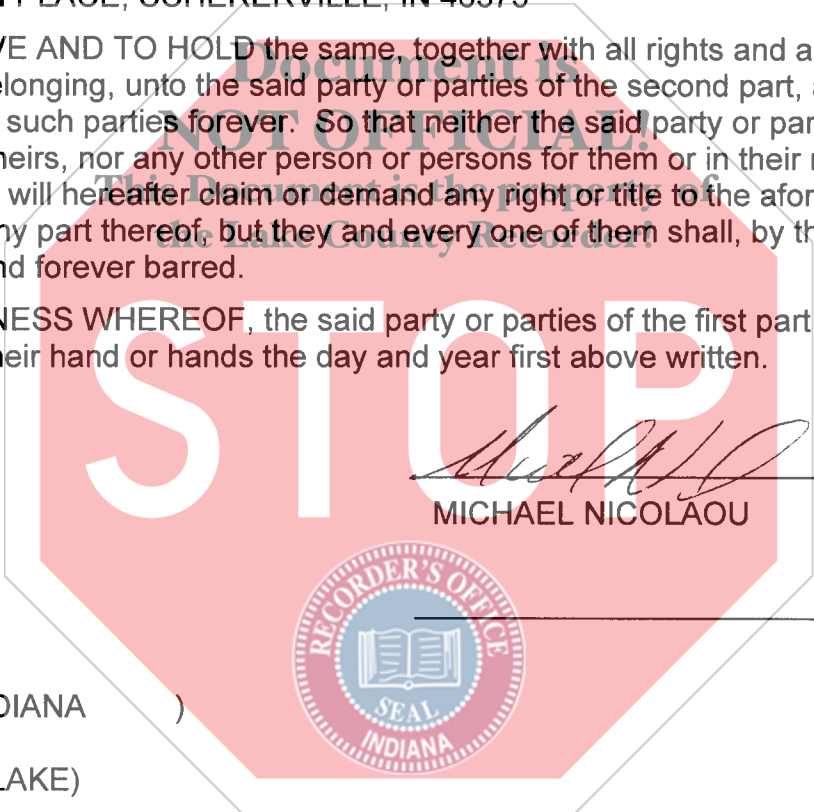 PLACE, SCHERERVILLE, IN 46375
VE AND TO HOLD the same, together with all rights and a
elonging, unto the said party or parties of the second part,
such parties forever. So that neither the said party or par
heirs, nor any other person or persons for them or in their
will hereafter claim or demand any right or title to the afor
ny part thereof, but they and every one of them shall, by th
nd forever barred.
NESS WHEREOF, the said party or parties of the first part
heir hand or hands the day and year first above written.
Document is
NOT OFFICIAL!
This Document is the property of
the Lake County Recorder!
STOP
MICHAEL NICOLAOU
RECORDER'S OFFICE
SEAL
INDIANA
DIANA )
LAKE)